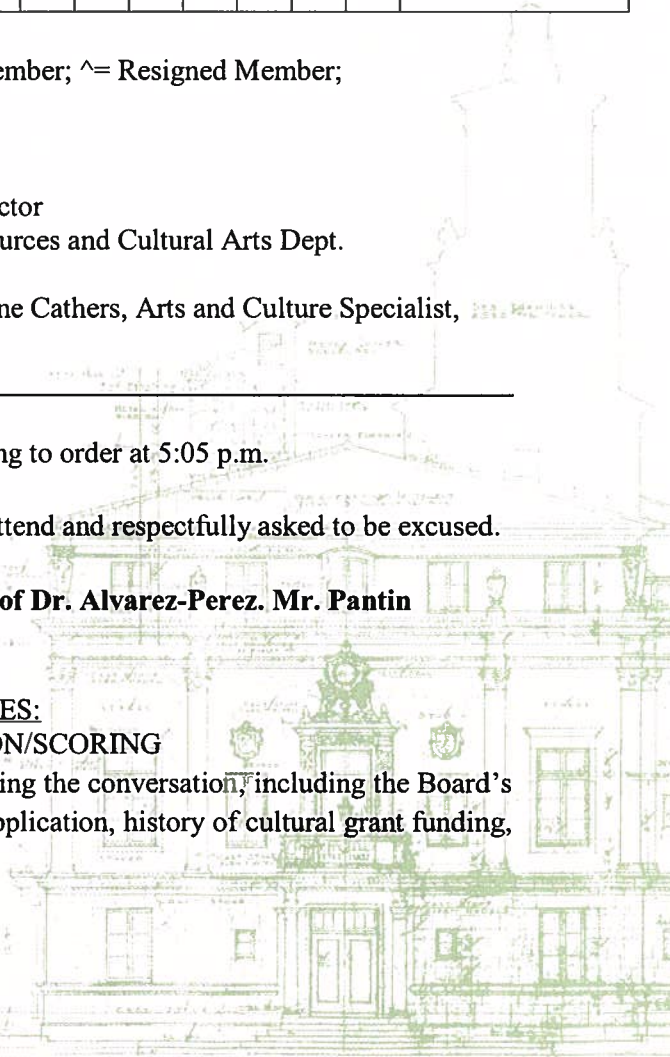 ember; ^= Resigned Member;
ctor
urces and Cultural Arts Dept.
ne Cathers, Arts and Culture Specialist,
ng to order at 5:05 p.m.
ttend and respectfully asked to be excused.
of Dr. Alvarez-Perez. Mr. Pantin
ES:
ON/SCORING
ing the conversation, including the Board's
pplication, history of cultural grant funding,